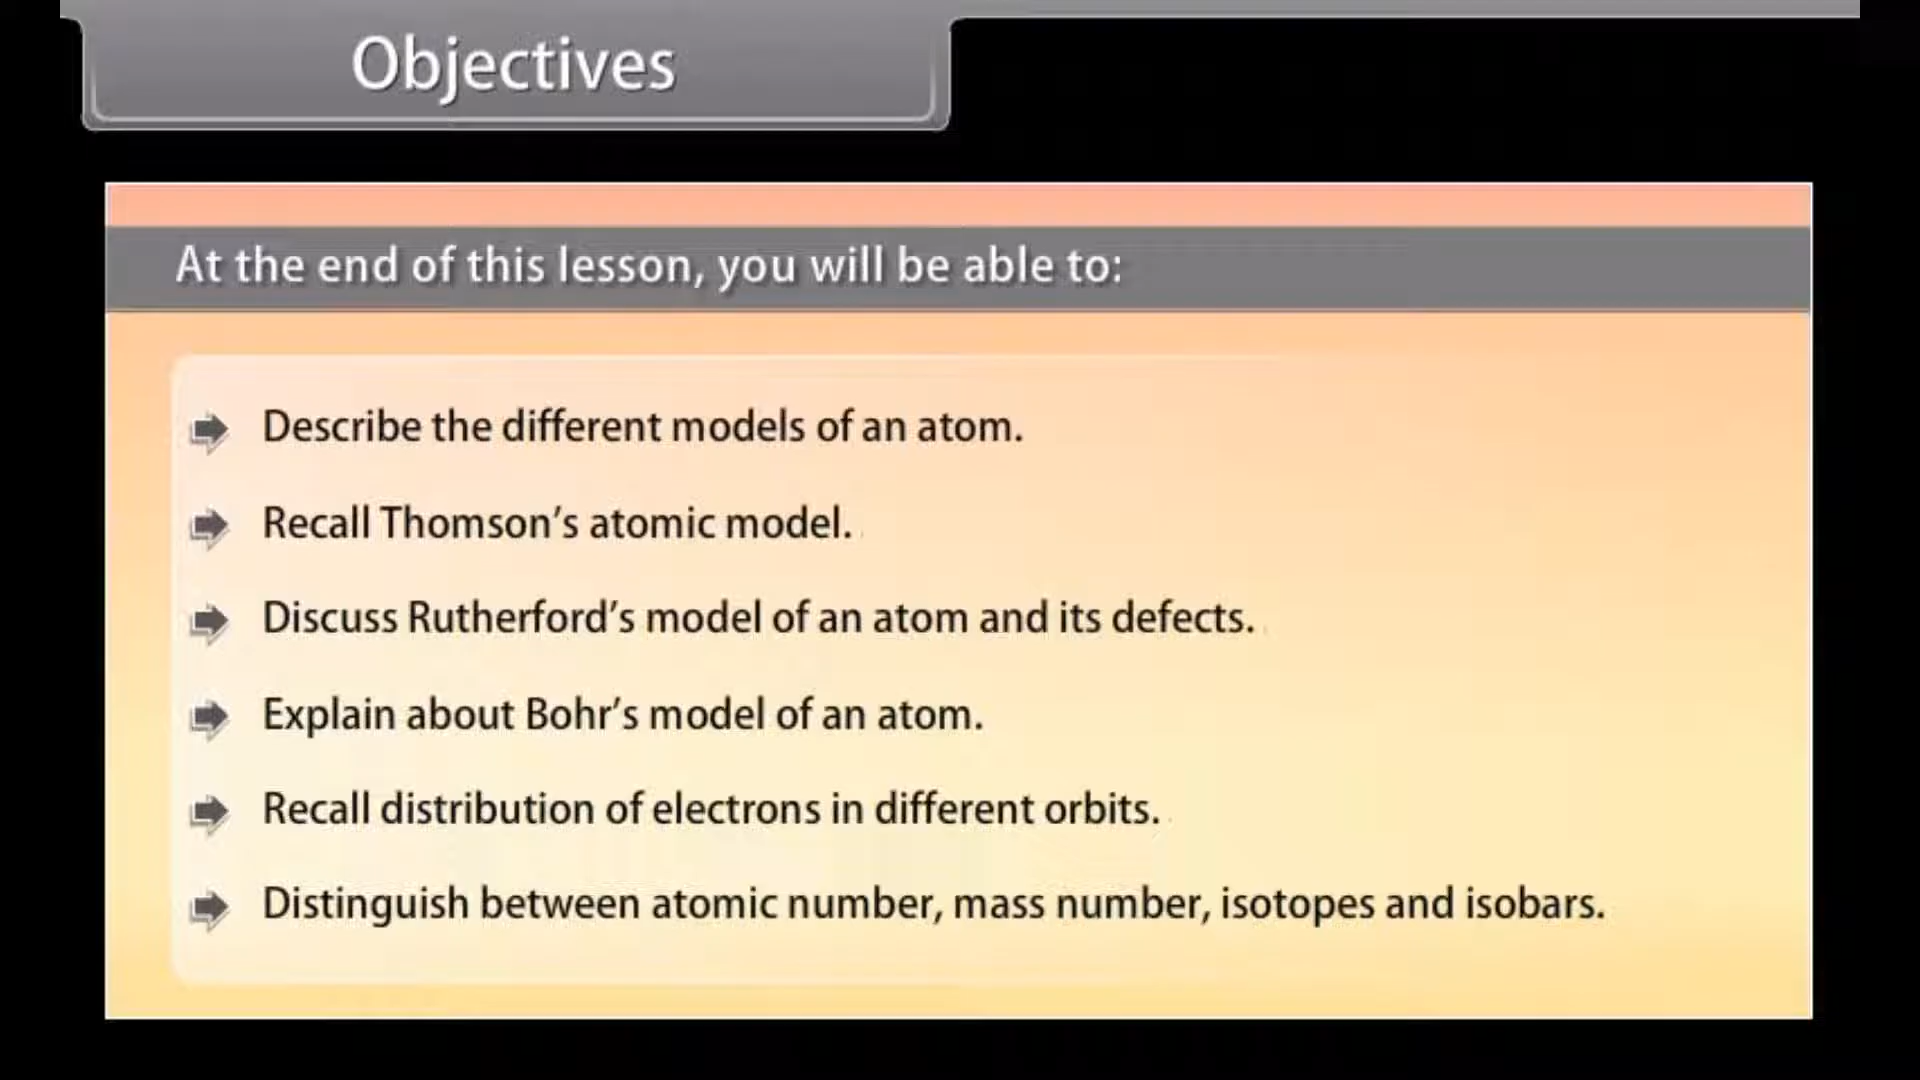 Objectives
At the end of this lesson, you will be able to:
Describe the different models of an atom.
Recall Thomson’s atomic model.
Discuss Rutherford’s model of an atom and its defects.
Explain about Bohr’s model of an atom.
Recall distribution of electrons in different orbits.
Distinguish between atomic number, mass number, isotopes and isobars.